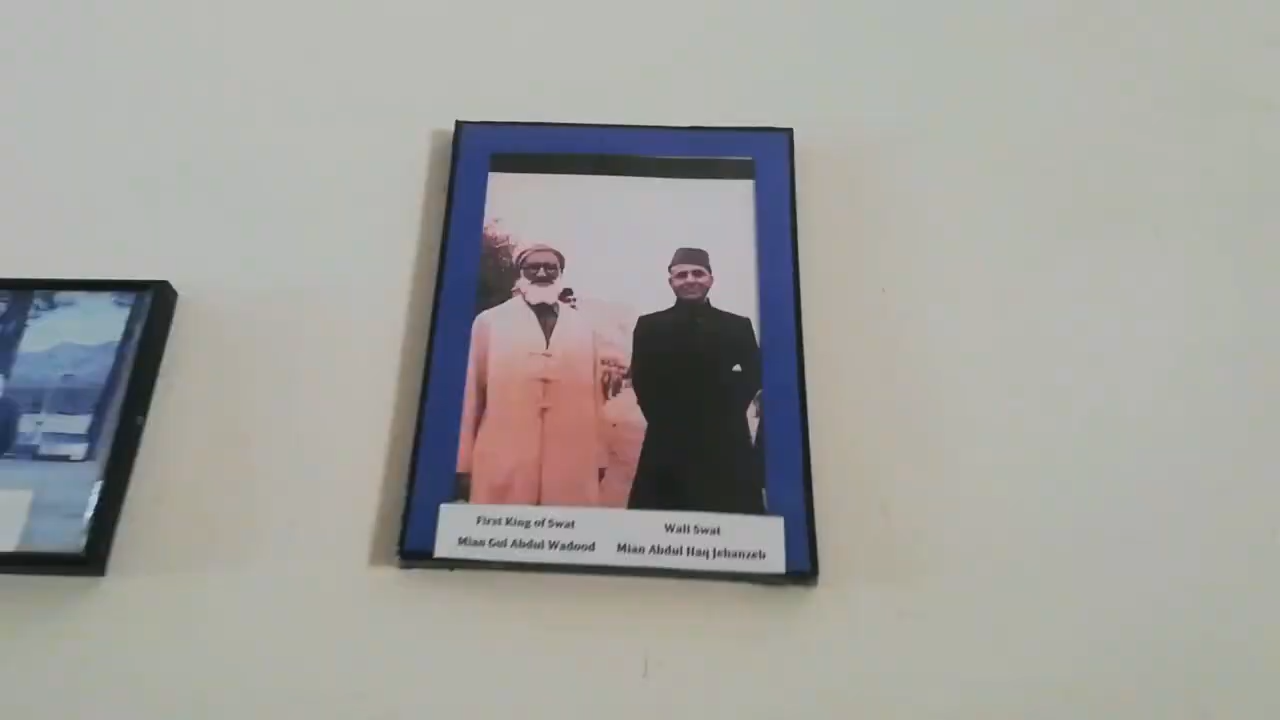 First King of Swat
Mian Gul Abdul Wadood
Wali Swat
Mian Abdul Haq Jehanzeb